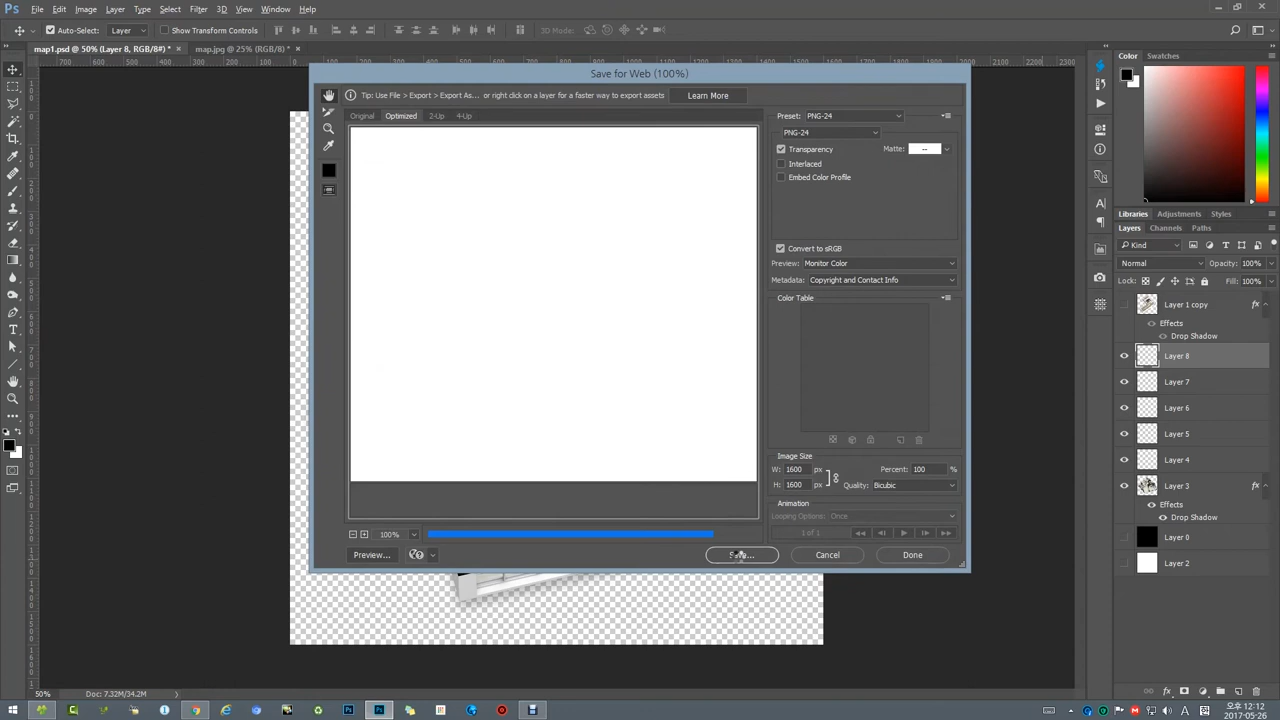 Ps File Edit Image Layer Type Select Filter 3D View Window Help
Auto-Select: Layer Show Transform Controls 3D Mode:
map1.psd @ 50% (Layer 8, RGB/8#) * × map.jpg @ 25% (RGB/8) * ×
Save for Web (100%)
Tip: Use File > Export > Export As... or right click on a layer for a faster way to export assets Learn More
Original Optimized 2-Up 4-Up
Preset: PNG-24
PNG-24
Transparency Matte: --
Interlaced
Embed Color Profile
Convert to sRGB
Preview: Monitor Color
Metadata: Copyright and Contact Info
Color Table
Image Size
W: 1600 px Percent: 100 %
H: 1600 px Quality: Bicubic
Animation
Looping Options: Once
1 of 1
100%
Preview... Cancel Done
Color Swatches
Libraries Adjustments Styles
Layers Channels Paths
Kind
Normal Opacity: 100%
Lock: Fill: 100%
Layer 1 copy fx
Effects
Drop Shadow
Layer 8
Layer 7
Layer 6
Layer 5
Layer 4
Layer 3 fx
Effects
Drop Shadow
Layer 0
Layer 2
50% Doc: 7.32M/34.2M
오후 12:12
2017-05-26